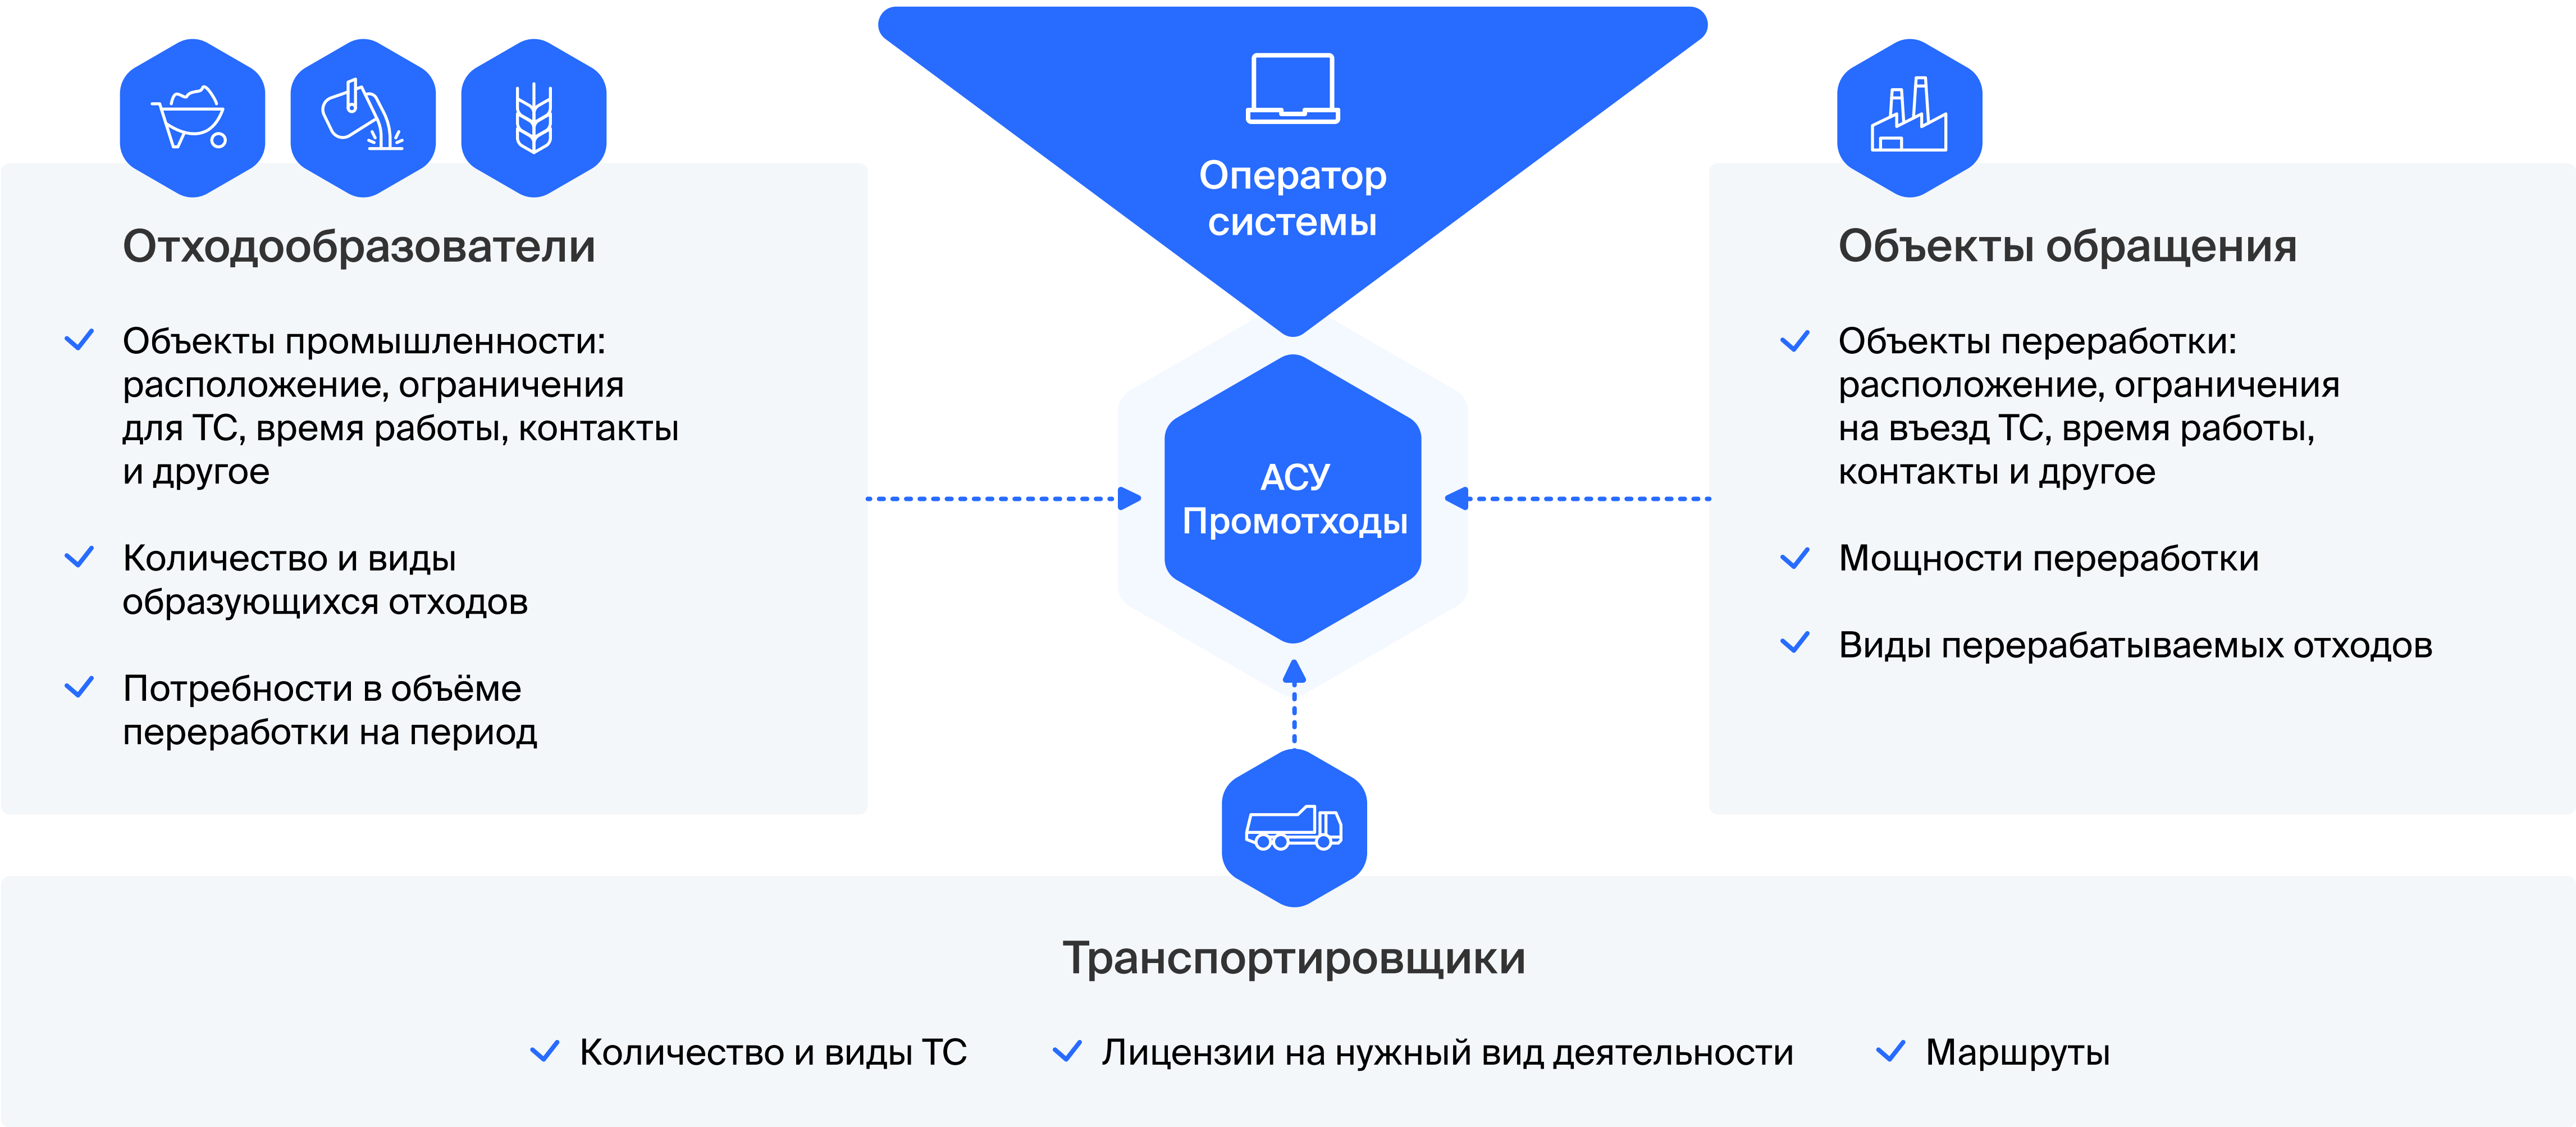 Оператор
системы
Отходообразователи
Объекты промышленности:
расположение, ограничения
для ТС, время работы, контакты
и другое
Количество и виды
образующихся отходов
Потребности в объёме
переработки на период
АСУ
Промотходы
Объекты обращения
Объекты переработки:
расположение, ограничения
на въезд ТС, время работы,
контакты и другое
Мощности переработки
Виды перерабатываемых отходов
Транспортировщики
Количество и виды ТС
Лицензии на нужный вид деятельности
Маршруты